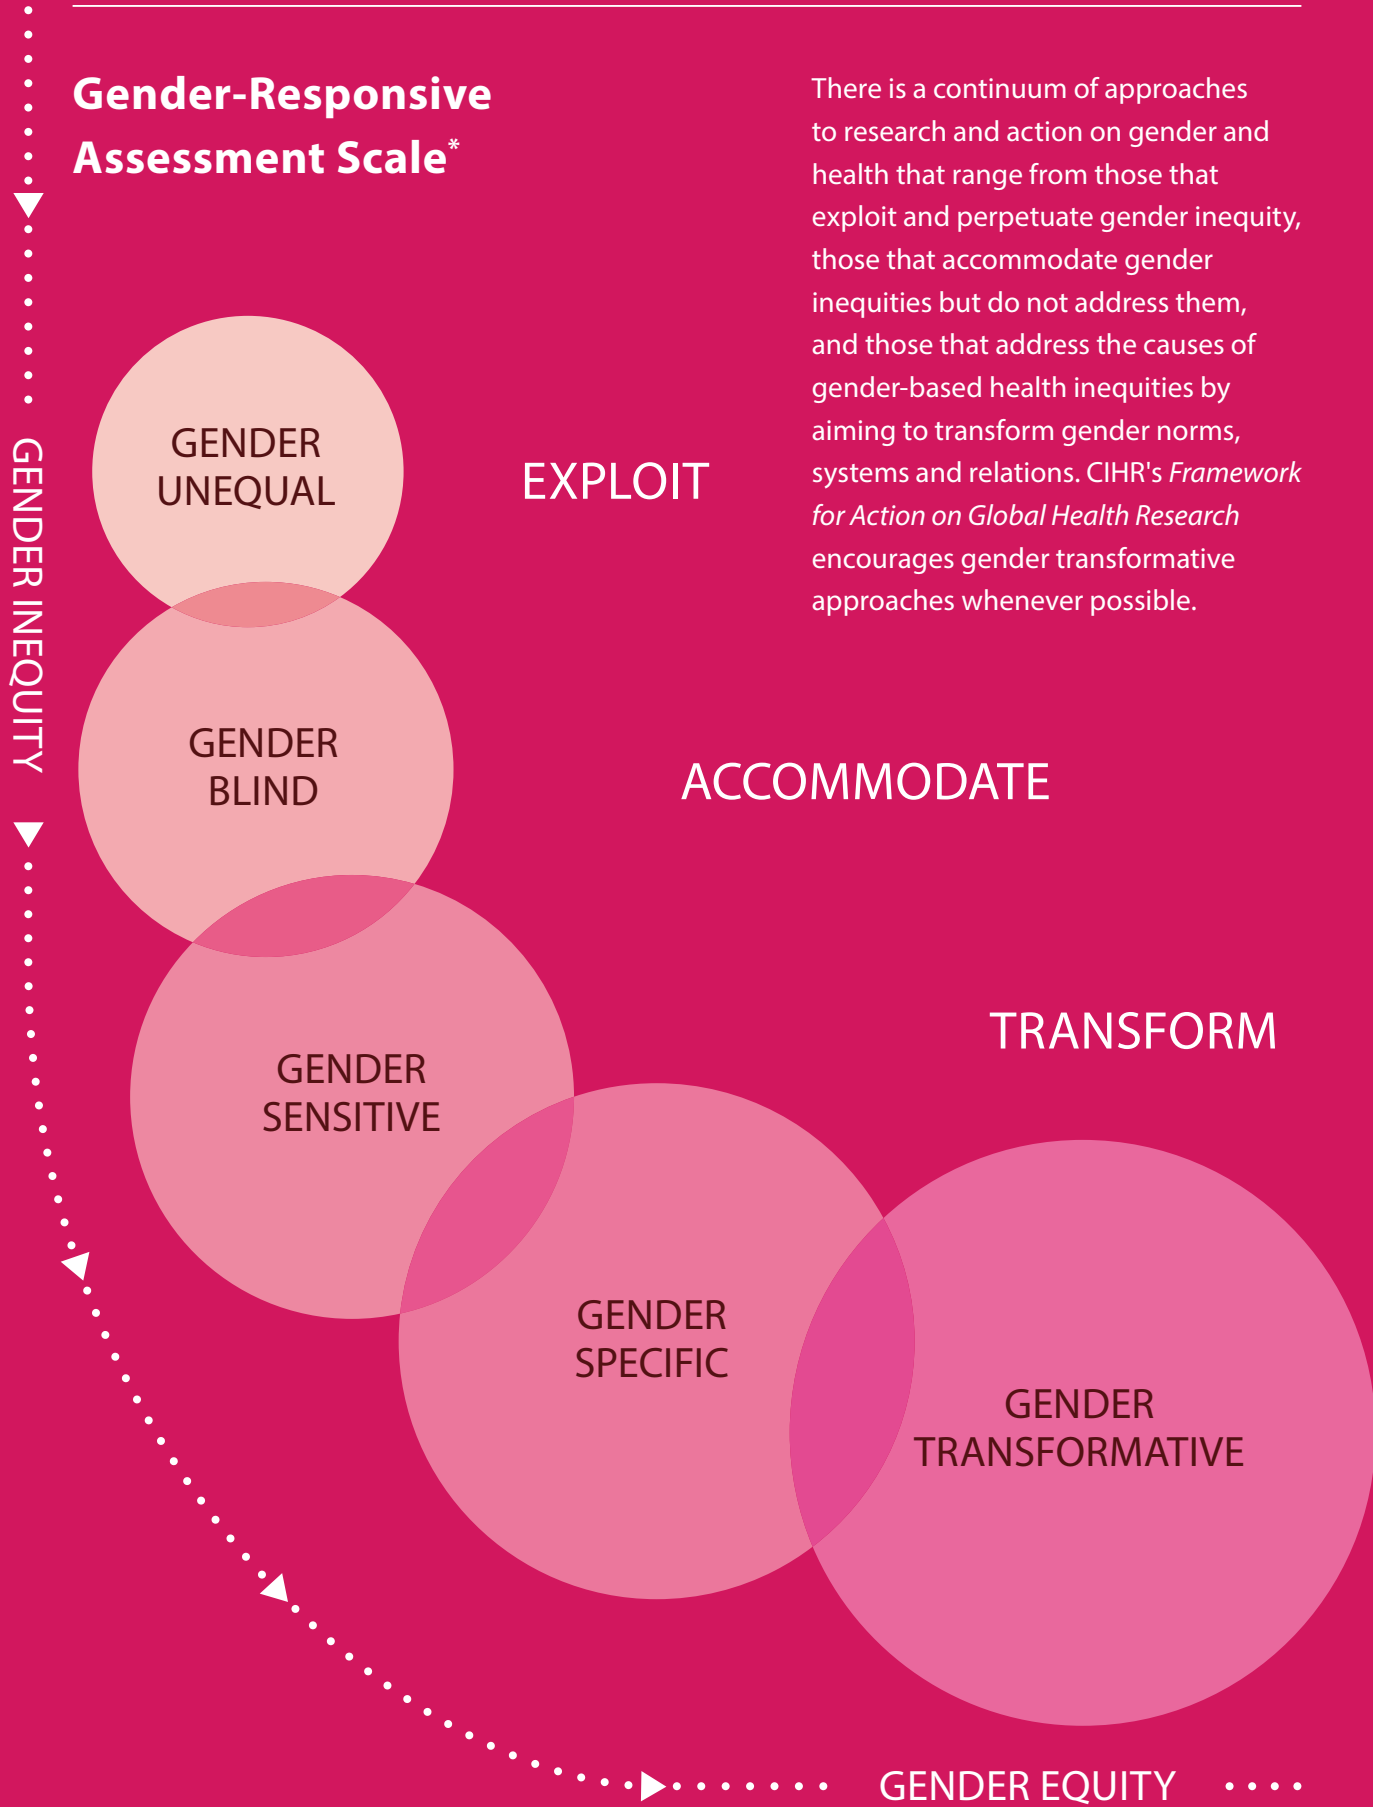 Gender-Responsive
Assessment Scale*
There is a continuum of approaches
to research and action on gender and
health that range from those that
exploit and perpetuate gender inequity,
those that accommodate gender
inequities but do not address them,
and those that address the causes of
gender-based health inequities by
aiming to transform gender norms,
systems and relations. CIHR's Framework
for Action on Global Health Research
encourages gender transformative
approaches whenever possible.
GENDER INEQUITY
GENDER
UNEQUAL
EXPLOIT
GENDER
BLIND
ACCOMMODATE
GENDER
SENSITIVE
TRANSFORM
GENDER
SPECIFIC
GENDER
TRANSFORMATIVE
GENDER EQUITY